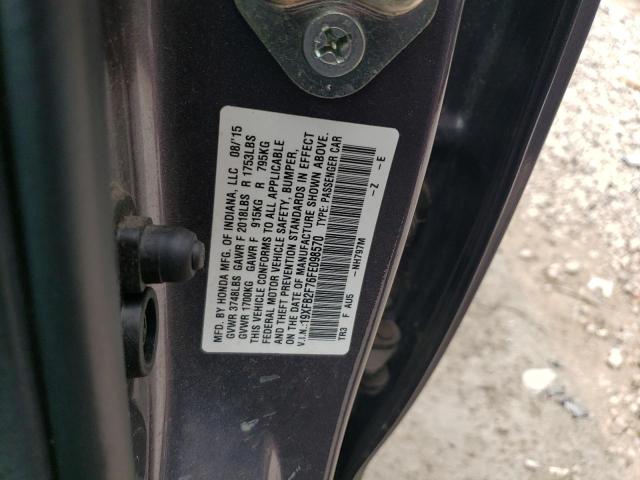 MFD. BY HONDA MFG. OF INDIANA, LLC 08/'15
GVWR 3748LBS GAWR F 2018LBS R 1753LBS
GVWR 1700KG GAWR F 915KG R 795KG
THIS VEHICLE CONFORMS TO ALL APPLICABLE
FEDERAL MOTOR VEHICLE SAFETY, BUMPER,
AND THEFT PREVENTION STANDARDS IN EFFECT
ON THE DATE OF MANUFACTURE SHOWN ABOVE.
V.I.N.:19XFB2F76FE098570 TYPE: PASSENGER CAR
TR3 F AUS -NH797M -Z -E